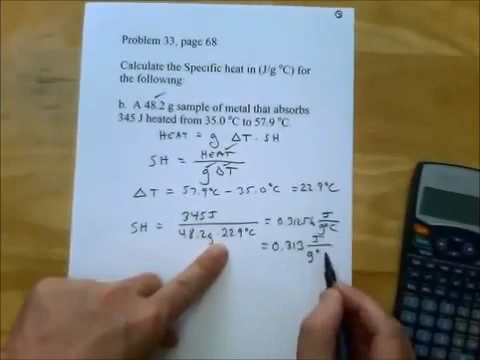 Problem 33, page 68
Calculate the Specific heat in (J/g °C) for
the following:
b. A 48.2 g sample of metal that absorbs
345 J heated from 35.0 °C to 57.9 °C
HEAT = g ΔT · SH
SH = HEAT / g ΔT
ΔT = 57.9°C - 35.0°C = 22.9°C
SH = 345J / 48.2g · 22.9°C = 0.31256 J/g°C
= 0.313 J/g°